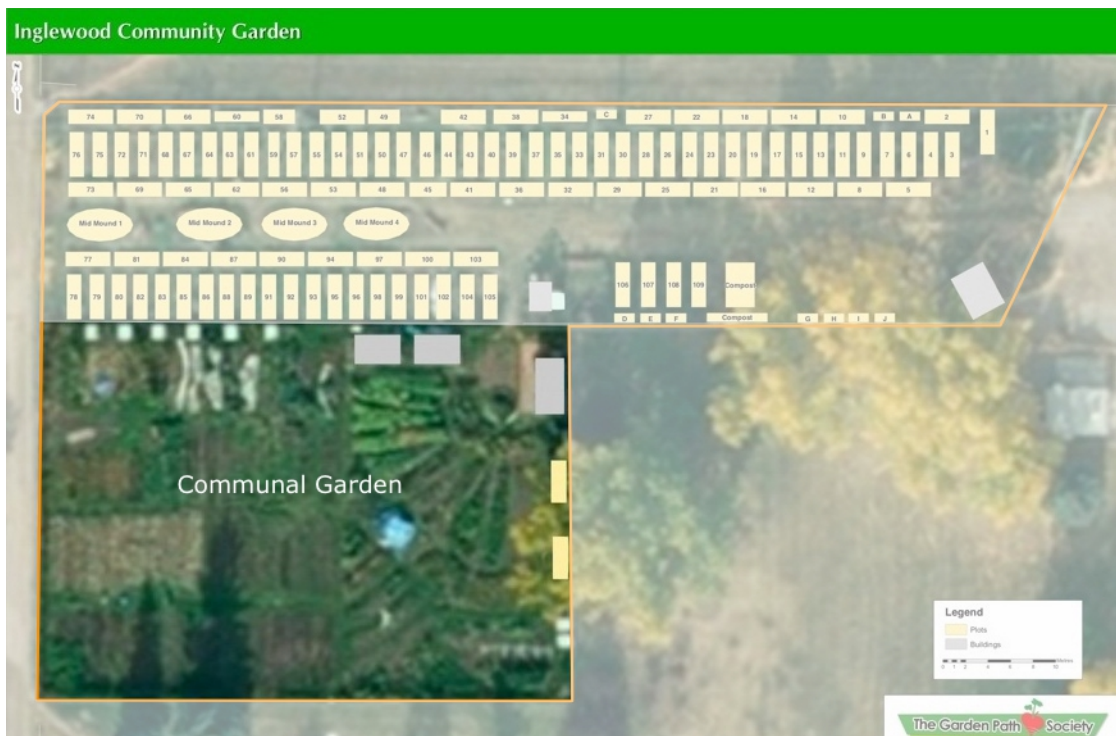 Inglewood Community Garden
N
74 70 66 60 58 52 49 42 38 34 C 27 22 18 14 10 B A 2
1
76 75 72 71 68 67 64 63 61 59 57 55 54 51 50 47 46 44 43 40 39 37 35 33 31 30 28 26 24 23 20 19 17 15 13 11 9 7 6 4 3
73 69 65 62 56 53 48 45 41 36 32 29 25 21 16 12 8 5
Mid Mound 1 Mid Mound 2 Mid Mound 3 Mid Mound 4
77 81 84 87 90 94 97 100 103
78 79 80 82 83 85 86 88 89 91 92 93 95 96 98 99 101 102 104 105
106 107 108 109 Compost
D E F Compost G H I J
Communal Garden
Legend
Plots
Buildings
Metres
0 1 2 4 6 8 10
The Garden Path Society